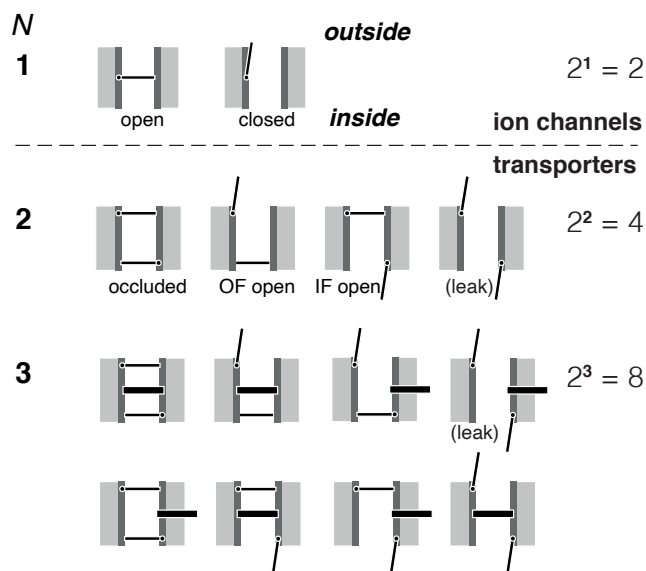 N
outside
1
2¹ = 2
open closed
inside
ion channels
transporters
2
2² = 4
occluded OF open IF open (leak)
3
2³ = 8
(leak)